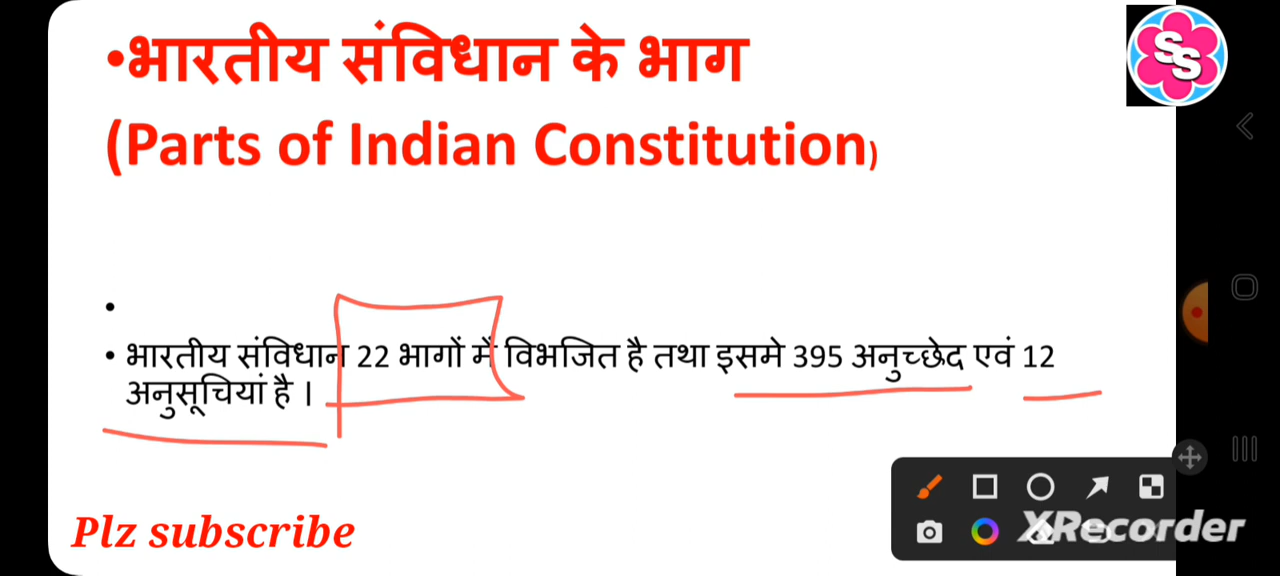 •भारतीय संविधान के भाग
(Parts of Indian Constitution)
SS
•
• भारतीय संविधान 22 भागों में विभजित है तथा इसमे 395 अनुच्छेद एवं 12
अनुसूचियां है ।
Plz subscribe
XRecorder